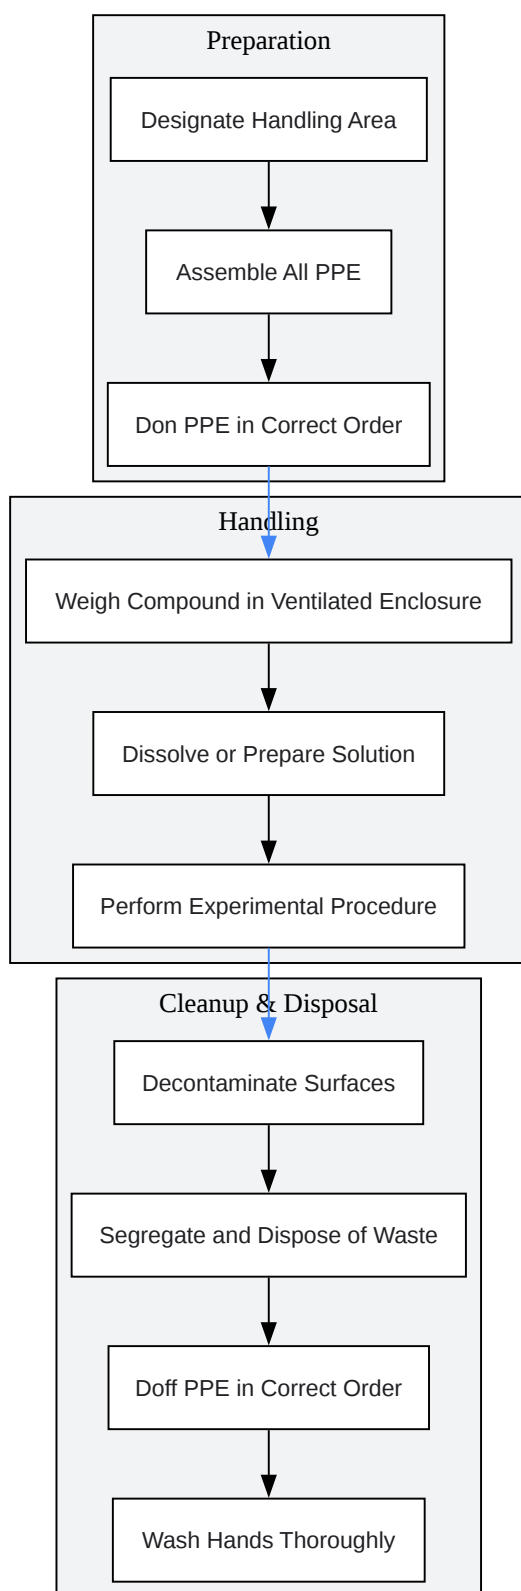 Preparation
Designate Handling Area
Assemble All PPE
Don PPE in Correct Order
Handling
Weigh Compound in Ventilated Enclosure
Dissolve or Prepare Solution
Perform Experimental Procedure
Cleanup & Disposal
Decontaminate Surfaces
Segregate and Dispose of Waste
Doff PPE in Correct Order
Wash Hands Thoroughly